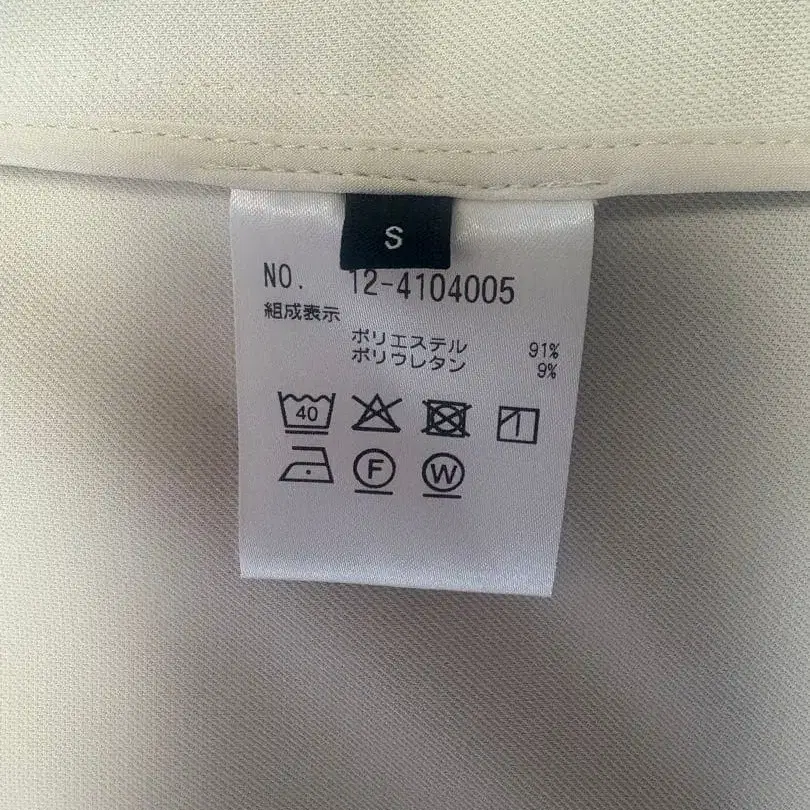 S
NO. 12-4104005
組成表示
ポリエステル 91%
ポリウレタン 9%
40
F W